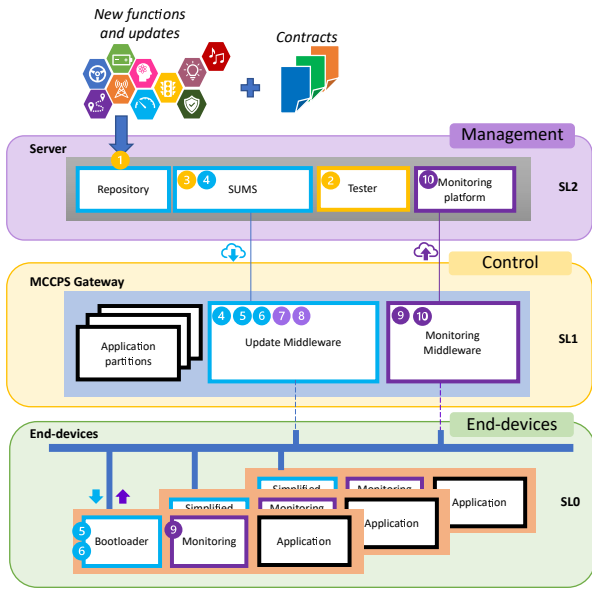 New functions
and updates
Contracts
Management
Server
1
Repository
3 4
SUMS
2
Tester
10
Monitoring
platform
SL2
Control
MCCPS Gateway
Application
partitions
4 5 6 7 8
Update Middleware
9 10
Monitoring
Middleware
SL1
End-devices
End-devices
Simplified
Monitoring
Application
Simplified
Monitoring
Application
5
6
Bootloader
9
Monitoring
Application
SL0